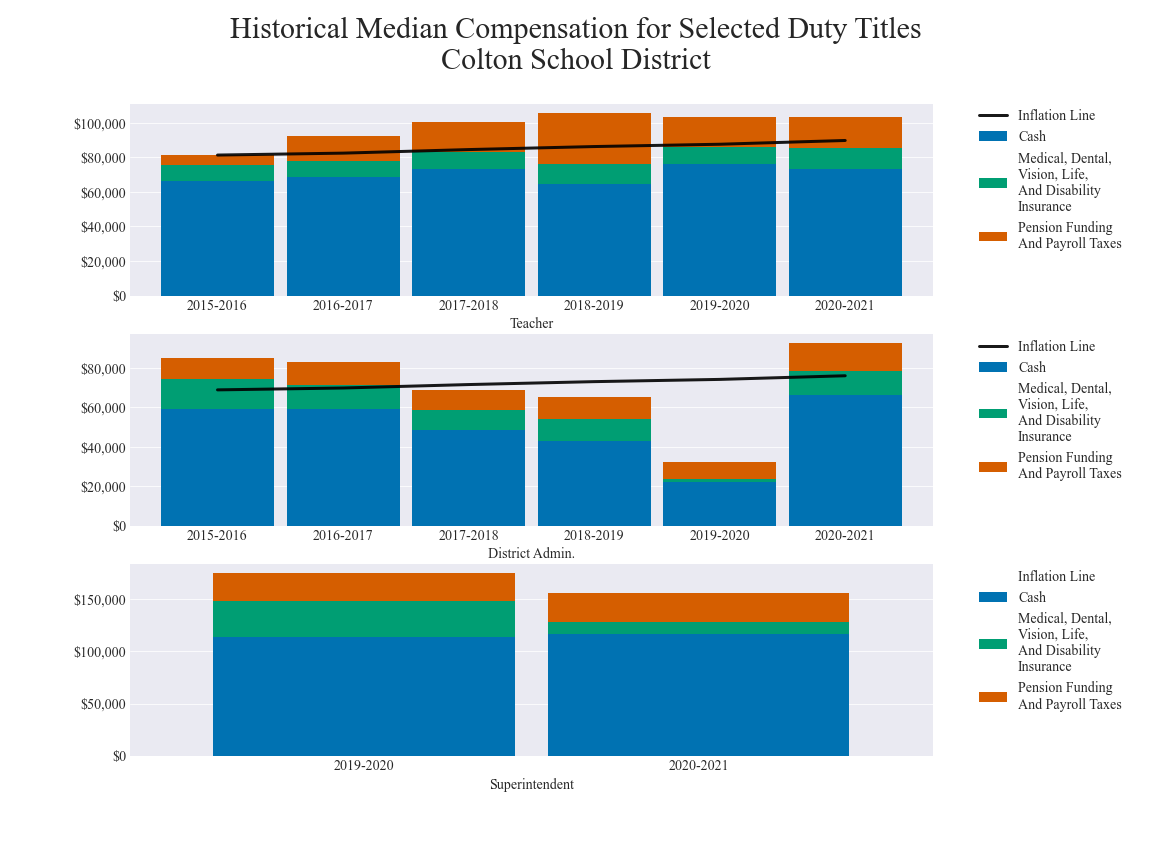 Historical Median Compensation for Selected Duty Titles
Colton School District
$100,000
$80,000
$60,000
$40,000
$20,000
$0
2015-2016 2016-2017 2017-2018 2018-2019 2019-2020 2020-2021
Teacher
Inflation Line
Cash
Medical, Dental,
Vision, Life,
And Disability
Insurance
Pension Funding
And Payroll Taxes
$80,000
$60,000
$40,000
$20,000
$0
2015-2016 2016-2017 2017-2018 2018-2019 2019-2020 2020-2021
District Admin.
Inflation Line
Cash
Medical, Dental,
Vision, Life,
And Disability
Insurance
Pension Funding
And Payroll Taxes
$150,000
$100,000
$50,000
$0
2019-2020 2020-2021
Superintendent
Inflation Line
Cash
Medical, Dental,
Vision, Life,
And Disability
Insurance
Pension Funding
And Payroll Taxes